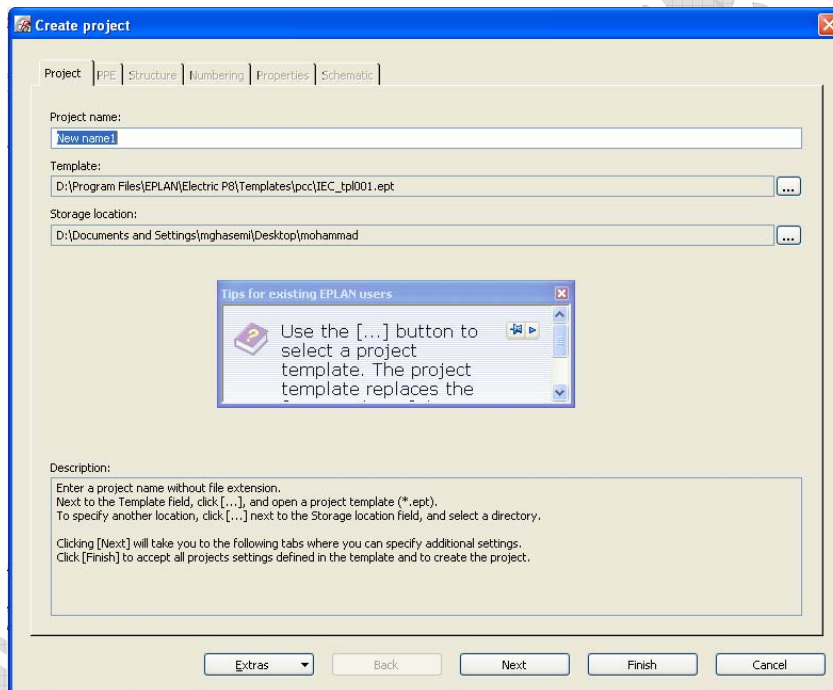 Create project
Project PPE Structure Numbering Properties Schematic
Project name:
New name1
Template:
D:\Program Files\EPLAN\Electric P8\Templates\pcc\IEC_tpl001.ept
...
Storage location:
D:\Documents and Settings\mghasemi\Desktop\mohammad
...
Tips for existing EPLAN users
Use the [...] button to
select a project
template. The project
template replaces the
Description:
Enter a project name without file extension.
Next to the Template field, click [...], and open a project template (*.ept).
To specify another location, click [...] next to the Storage location field, and select a directory.
Clicking [Next] will take you to the following tabs where you can specify additional settings.
Click [Finish] to accept all projects settings defined in the template and to create the project.
Extras Back Next Finish Cancel